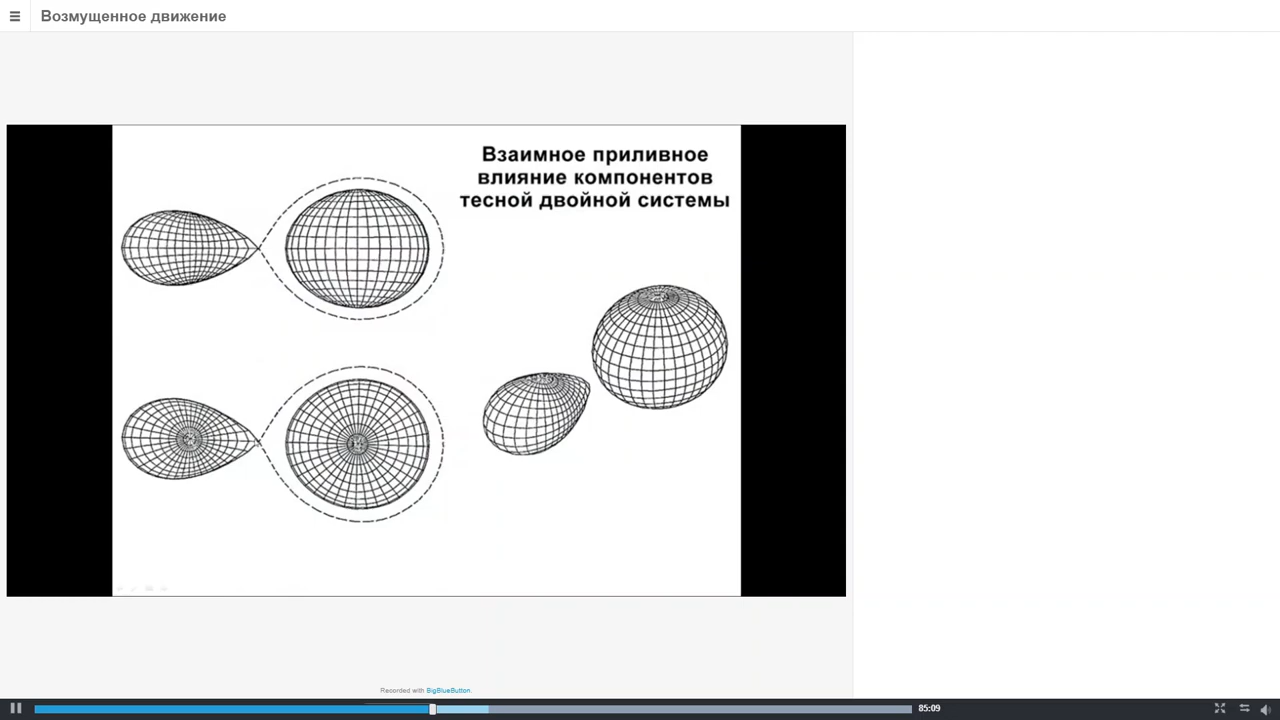 Возмущенное движение
Взаимное приливное
влияние компонентов
тесной двойной системы
Recorded with BigBlueButton.
85:09